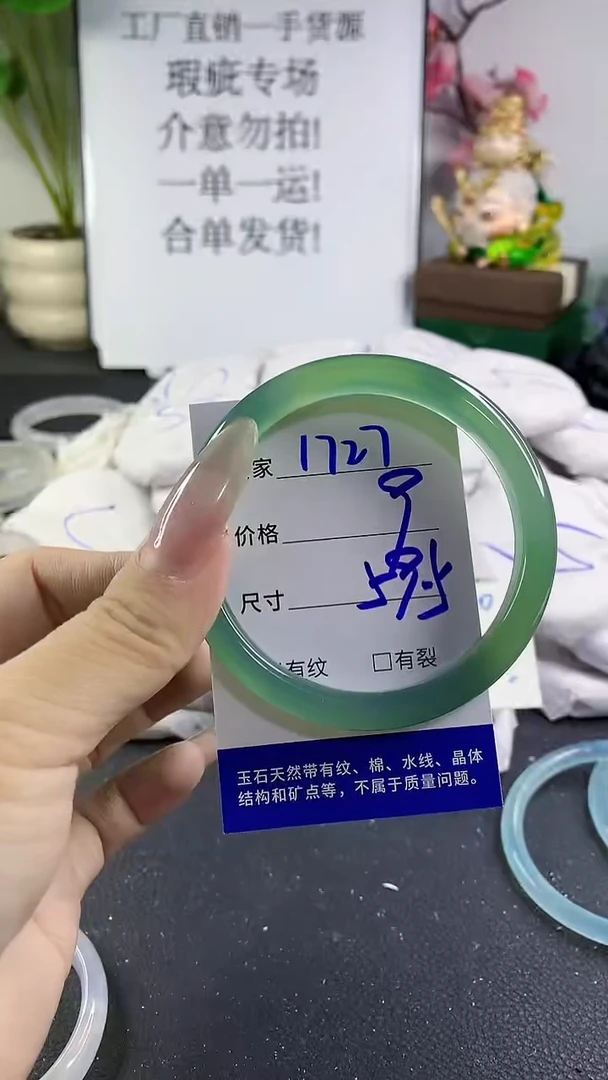 工厂直销一手货源
瑕疵专场
介意勿拍!
一单一运!
合单发货!
家 1727
价格
尺寸
有纹 □有裂
玉石天然带有纹、棉、水线、晶体
结构和矿点等，不属于质量问题。